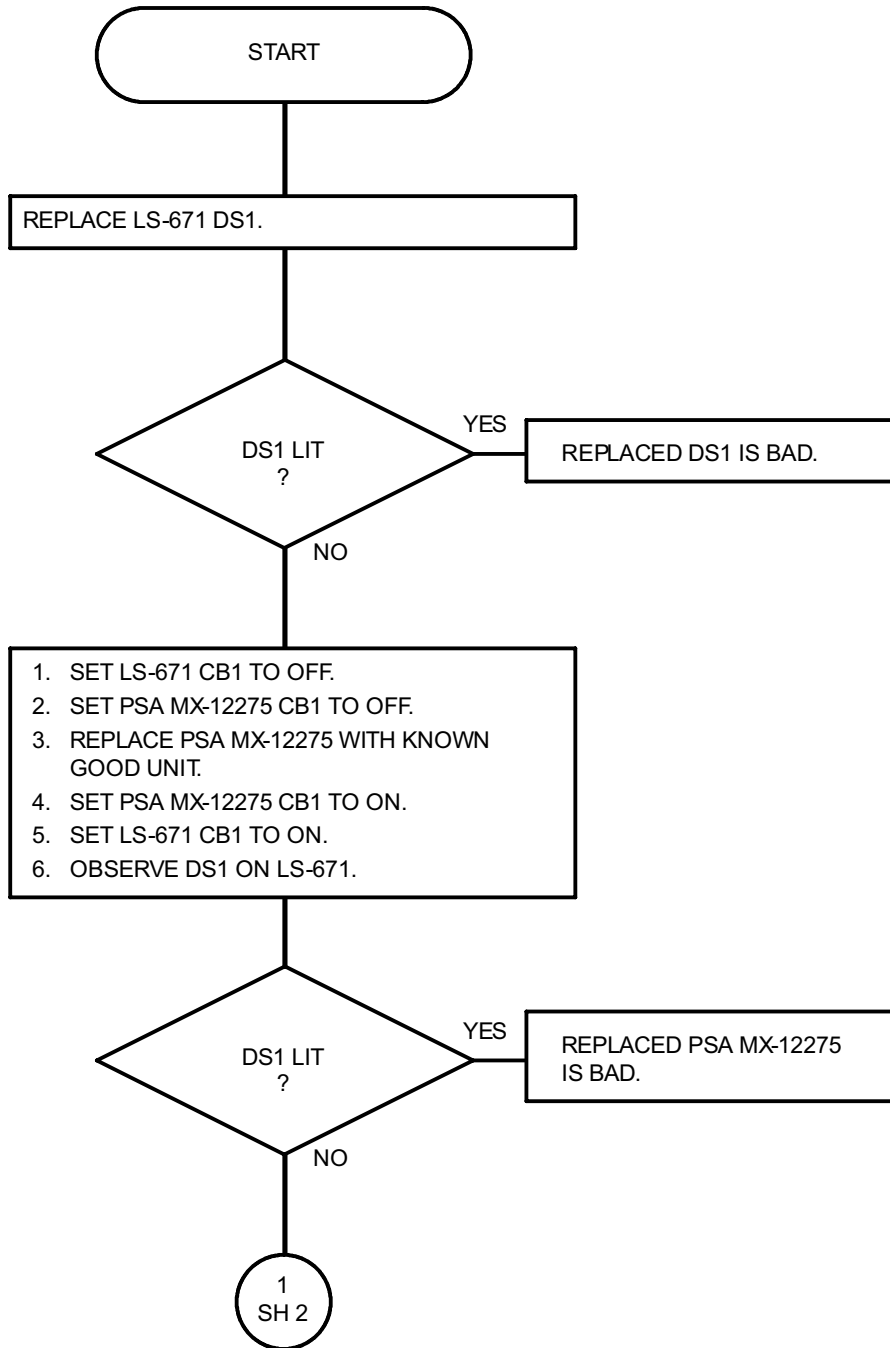 START
REPLACE LS-671 DS1.
DS1 LIT
?
YES
REPLACED DS1 IS BAD.
NO
1. SET LS-671 CB1 TO OFF.
2. SET PSA MX-12275 CB1 TO OFF.
3. REPLACE PSA MX-12275 WITH KNOWN
GOOD UNIT.
4. SET PSA MX-12275 CB1 TO ON.
5. SET LS-671 CB1 TO ON.
6. OBSERVE DS1 ON LS-671.
DS1 LIT
?
YES
REPLACED PSA MX-12275
IS BAD.
NO
1
SH 2